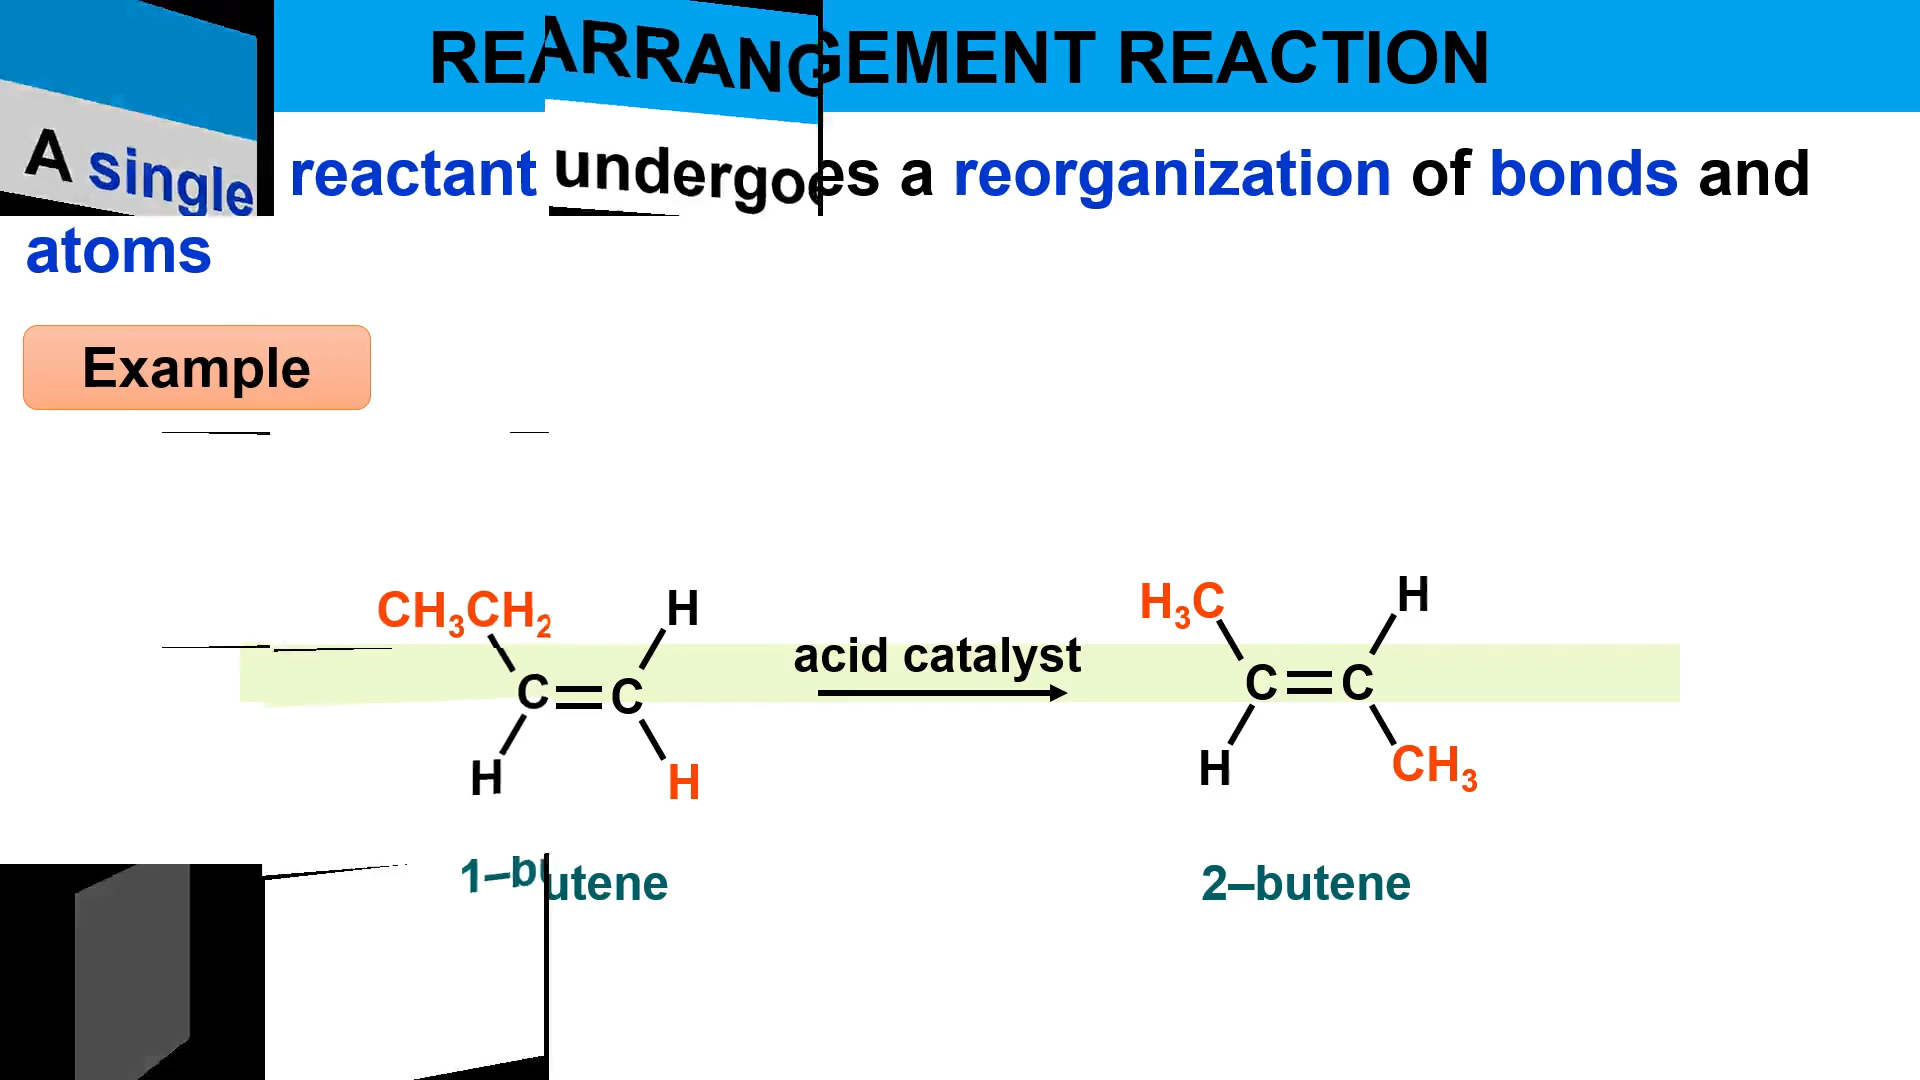 REARRANGEMENT REACTION
A single reactant undergoes a reorganization of bonds and
atoms
Example
CH₃CH₂ H H₃C H
acid catalyst
C=C C=C
H H H CH₃
1–butene 2–butene